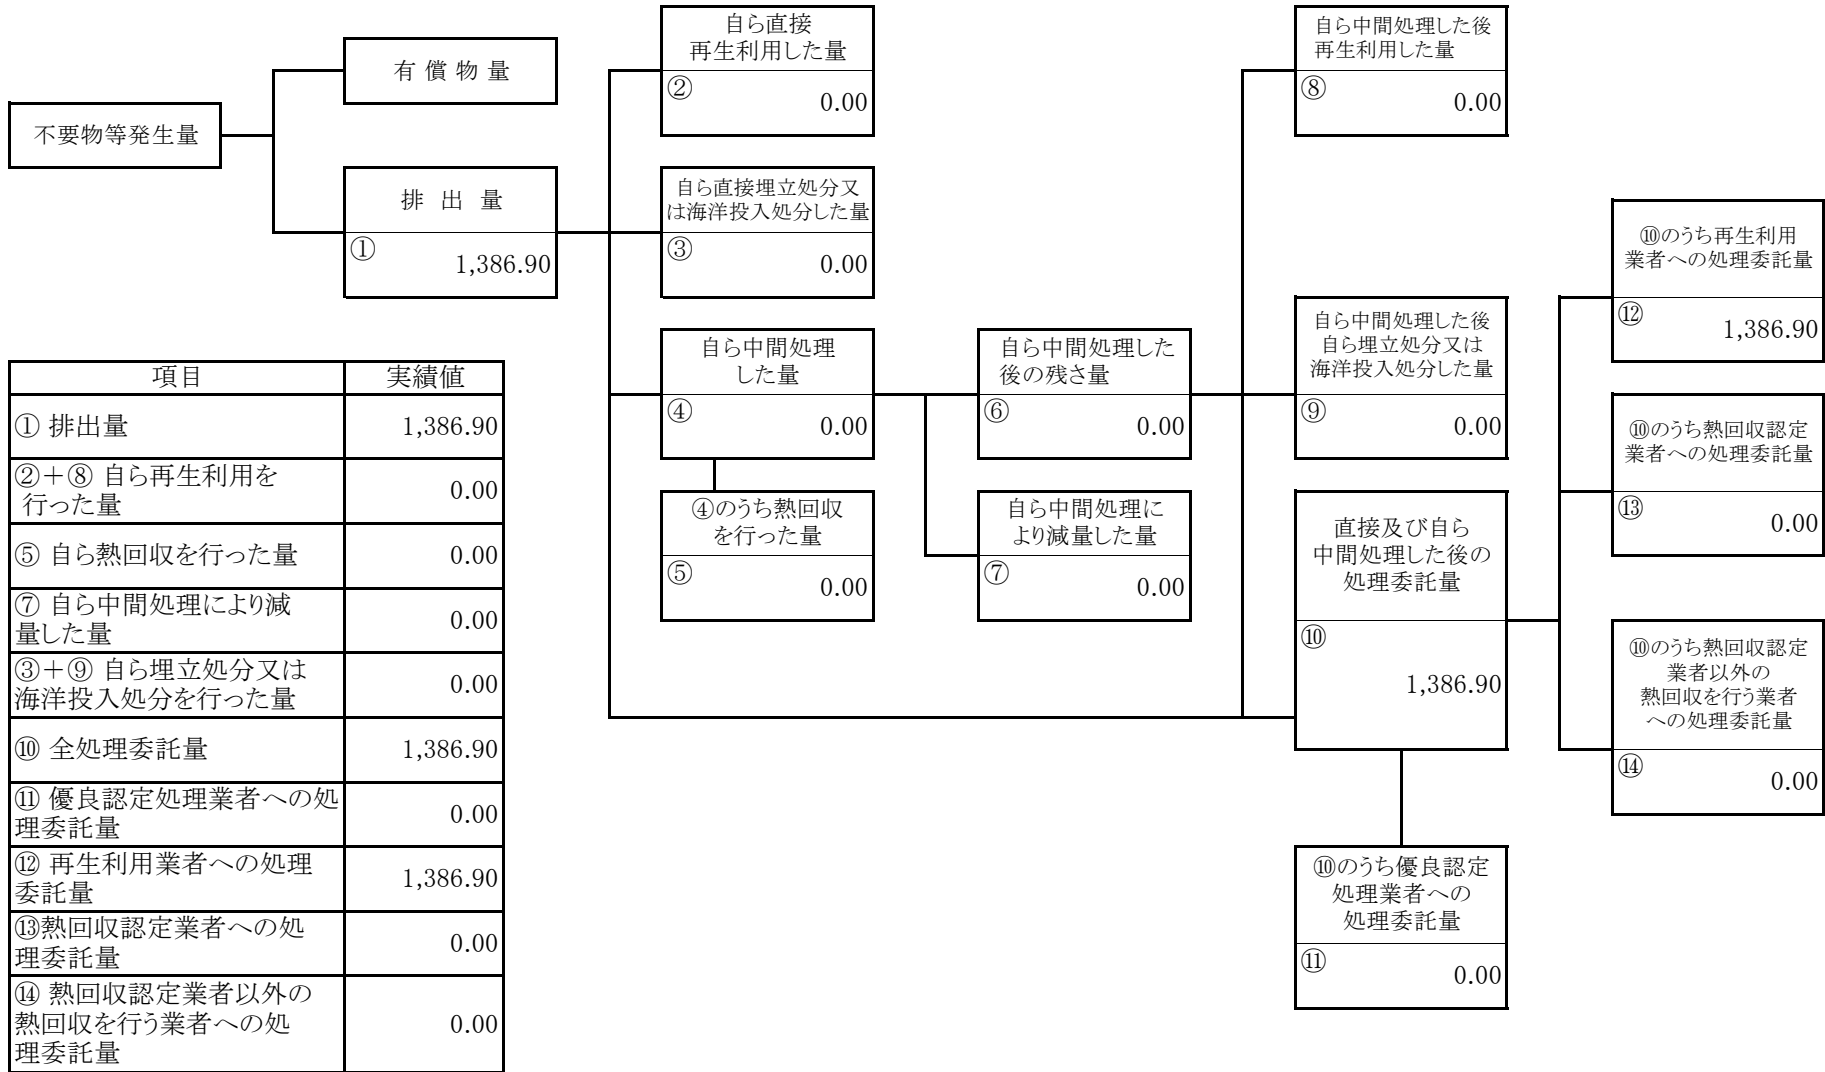 不要物等発生量
有 償 物 量
排 出 量
①
1,386.90
自ら直接
再生利用した量
②
0.00
自ら直接埋立処分又
は海洋投入処分した量
③
0.00
自ら中間処理
した量
④
0.00
④のうち熱回収
を行った量
⑤
0.00
自ら中間処理した
後の残さ量
⑥
0.00
自ら中間処理に
より減量した量
⑦
0.00
自ら中間処理した後
再生利用した量
⑧
0.00
自ら中間処理した後
自ら埋立処分又は
海洋投入処分した量
⑨
0.00
直接及び自ら
中間処理した後の
処理委託量
⑩
1,386.90
⑩のうち優良認定
処理業者への
処理委託量
⑪
0.00
⑩のうち再生利用
業者への処理委託量
⑫
1,386.90
⑩のうち熱回収認定
業者への処理委託量
⑬
0.00
⑩のうち熱回収認定
業者以外の
熱回収を行う業者
への処理委託量
⑭
0.00
項目 実績値
① 排出量 1,386.90
②＋⑧ 自ら再生利用を
行った量 0.00
⑤ 自ら熱回収を行った量 0.00
⑦ 自ら中間処理により減
量した量 0.00
③＋⑨ 自ら埋立処分又は
海洋投入処分を行った量 0.00
⑩ 全処理委託量 1,386.90
⑪ 優良認定処理業者への処
理委託量 0.00
⑫ 再生利用業者への処理
委託量 1,386.90
⑬熱回収認定業者への処
理委託量 0.00
⑭ 熱回収認定業者以外の
熱回収を行う業者への処
理委託量 0.00